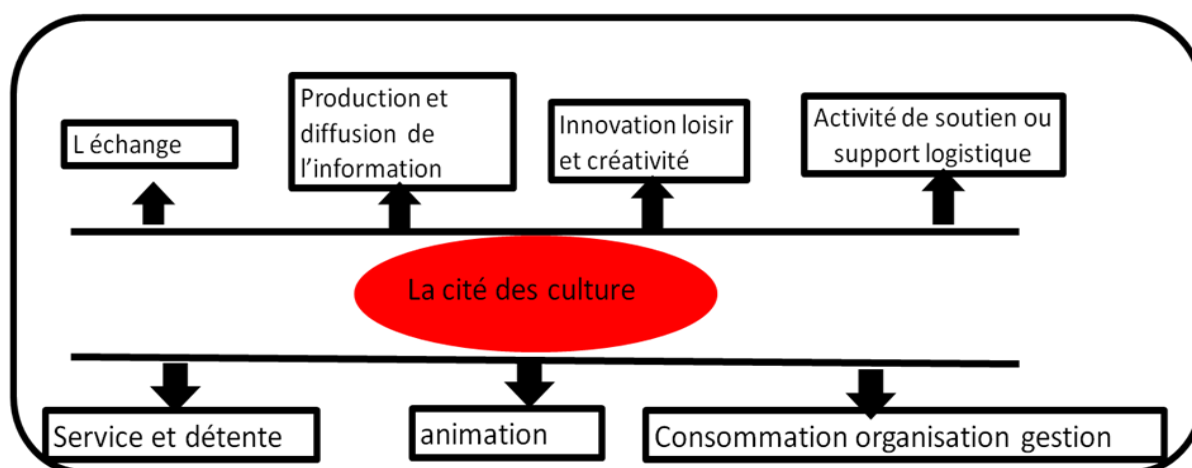 L échange
Production et
diffusion de
l’information
Innovation loisir
et créativité
Activité de soutien ou
support logistique
La cité des culture
Service et détente
animation
Consommation organisation gestion